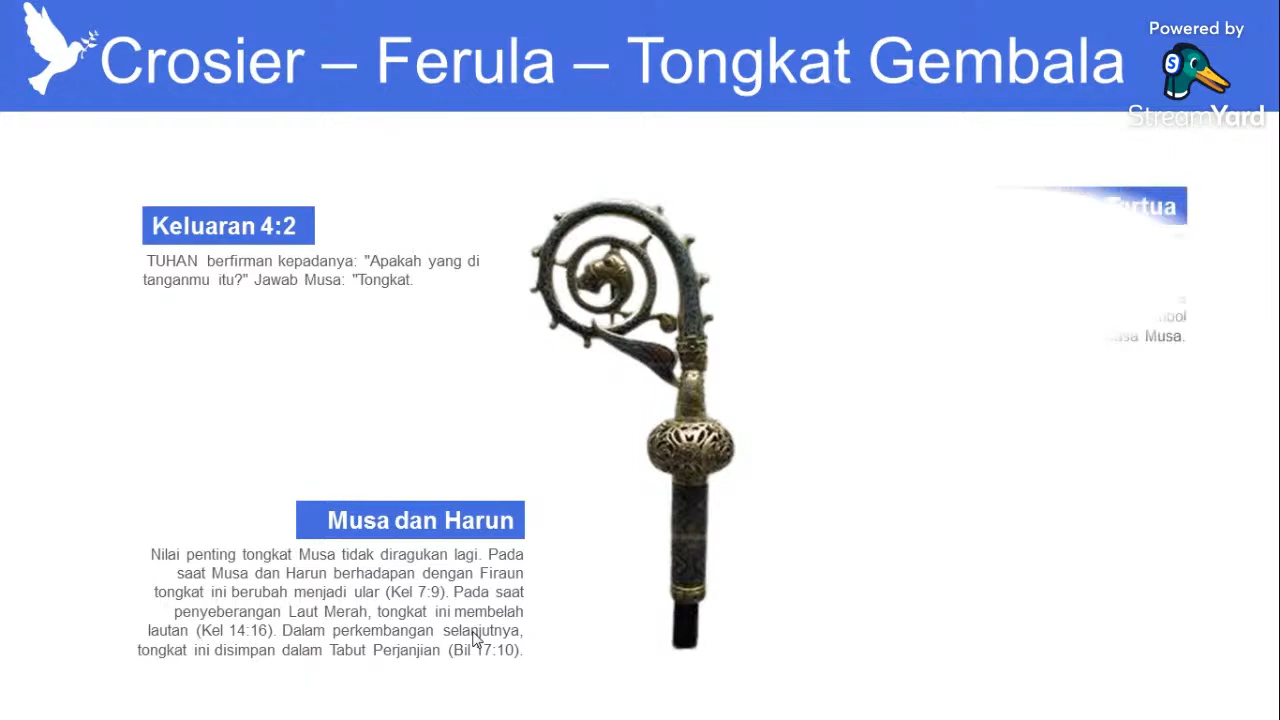 Crosier – Ferula – Tongkat Gembala
Powered by
StreamYard
Keluaran 4:2
TUHAN berfirman kepadanya: "Apakah yang di
tanganmu itu?" Jawab Musa: "Tongkat.
Musa.
Musa dan Harun
Nilai penting tongkat Musa tidak diragukan lagi. Pada
saat Musa dan Harun berhadapan dengan Firaun
tongkat ini berubah menjadi ular (Kel 7:9). Pada saat
penyeberangan Laut Merah, tongkat ini membelah
lautan (Kel 14:16). Dalam perkembangan selanjutnya,
tongkat ini disimpan dalam Tabut Perjanjian (Bil 17:10).